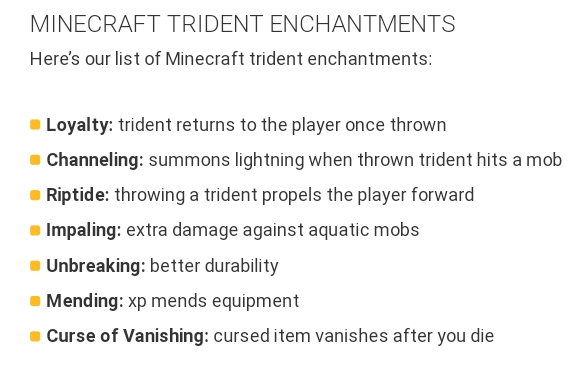 MINECRAFT TRIDENT ENCHANTMENTS
Here’s our list of Minecraft trident enchantments:
Loyalty: trident returns to the player once thrown
Channeling: summons lightning when thrown trident hits a mob
Riptide: throwing a trident propels the player forward
Impaling: extra damage against aquatic mobs
Unbreaking: better durability
Mending: xp mends equipment
Curse of Vanishing: cursed item vanishes after you die